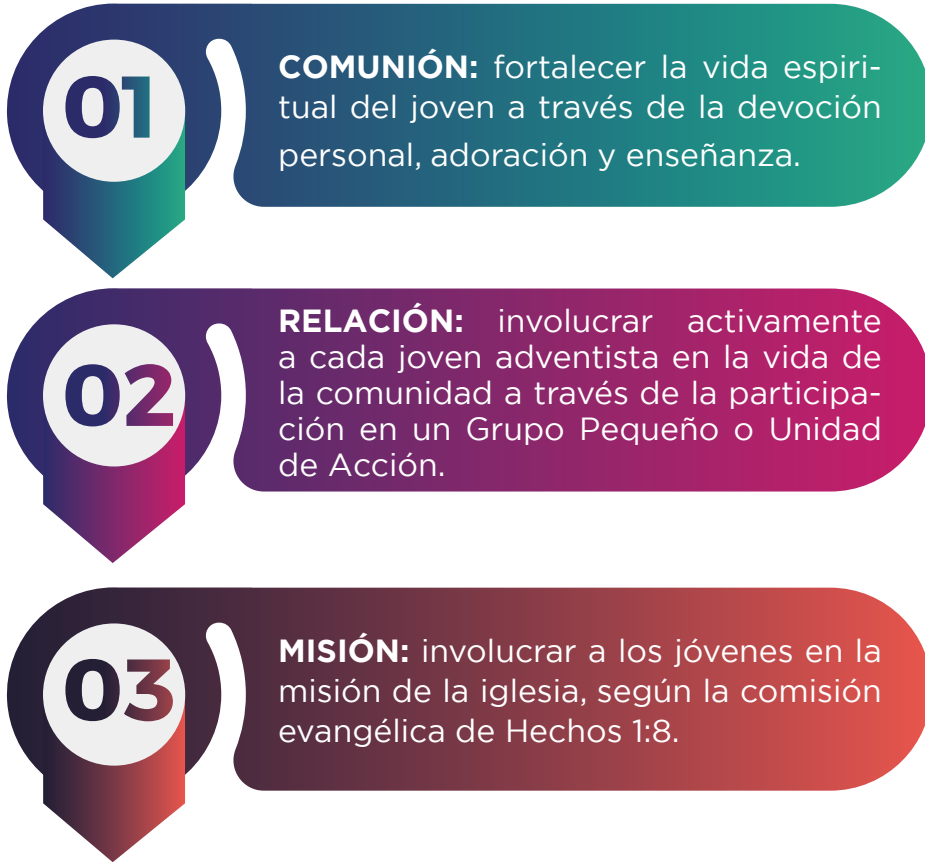 01
COMUNIÓN: fortalecer la vida espiri-
tual del joven a través de la devoción
personal, adoración y enseñanza.
02
RELACIÓN: involucrar activamente
a cada joven adventista en la vida de
la comunidad a través de la participa-
ción en un Grupo Pequeño o Unidad
de Acción.
03
MISIÓN: involucrar a los jóvenes en la
misión de la iglesia, según la comisión
evangélica de Hechos 1:8.